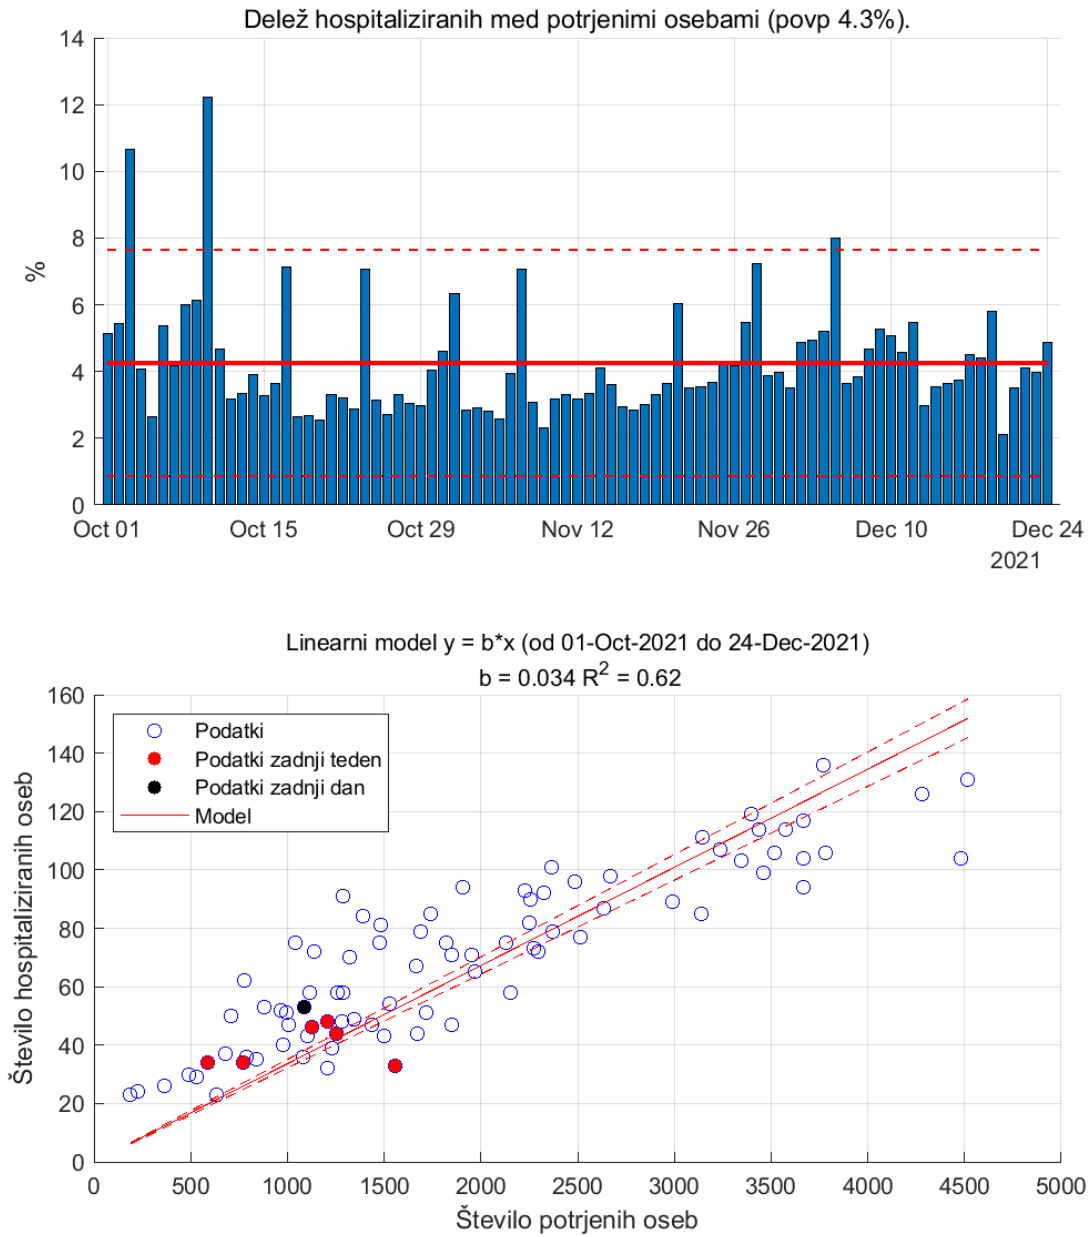 Delež hospitaliziranih med potrjenimi osebami (povp 4.3%).
14
12
10
8
6
4
2
0
%
Oct 01 Oct 15 Oct 29 Nov 12 Nov 26 Dec 10 Dec 24
2021
Linearni model y = b*x (od 01-Oct-2021 do 24-Dec-2021)
b = 0.034 R² = 0.62
160
140
120
100
80
60
40
20
0
Število hospitaliziranih oseb
Podatki
Podatki zadnji teden
Podatki zadnji dan
Model
0 500 1000 1500 2000 2500 3000 3500 4000 4500 5000
Število potrjenih oseb